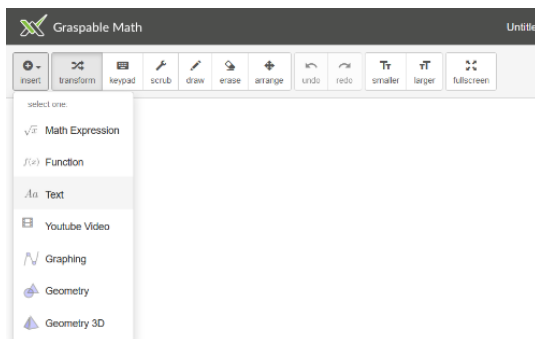 Graspable Math
Untitle
insert transform keypad scrub draw erase arrange undo redo smaller larger fullscreen
select one.
√x Math Expression
f(x) Function
Aa Text
Youtube Video
Graphing
Geometry
Geometry 3D